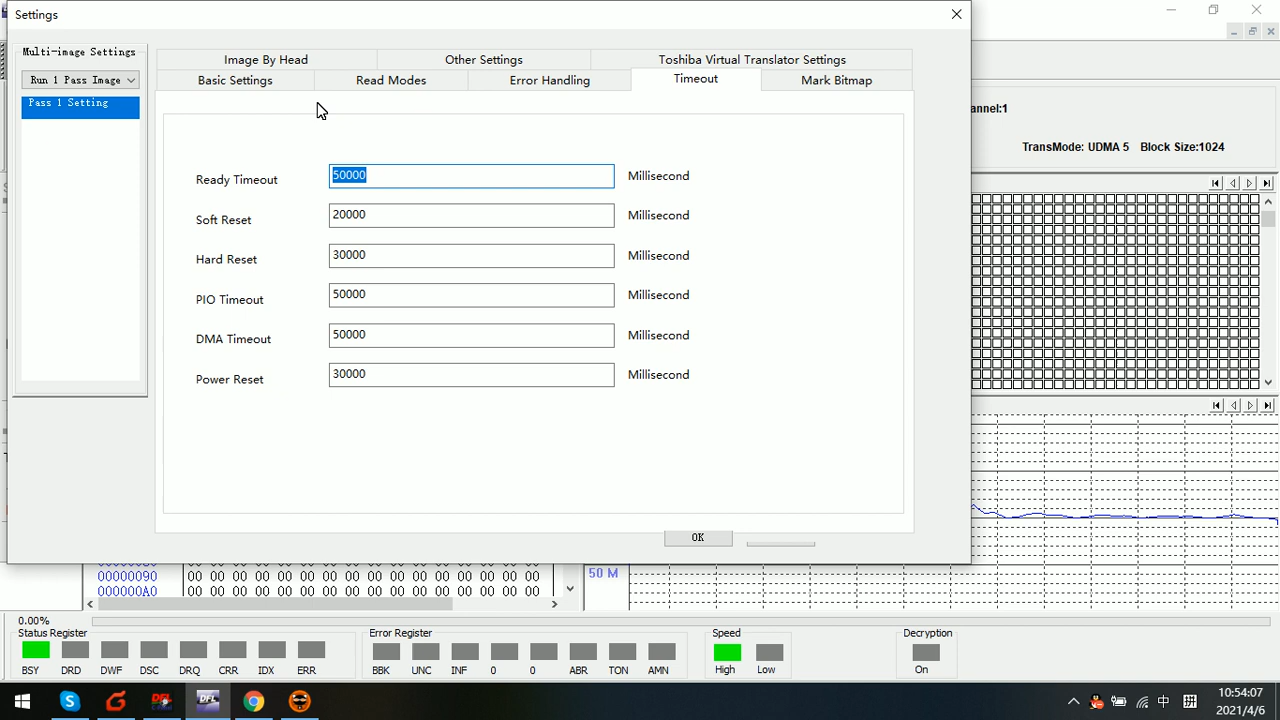 Settings
Multi-image Settings
Run 1 Pass Image
Pass 1 Setting
Image By Head
Other Settings
Toshiba Virtual Translator Settings
Basic Settings
Read Modes
Error Handling
Timeout
Mark Bitmap
Ready Timeout 50000 Millisecond
Soft Reset 20000 Millisecond
Hard Reset 30000 Millisecond
PIO Timeout 50000 Millisecond
DMA Timeout 50000 Millisecond
Power Reset 30000 Millisecond
OK
annel:1
TransMode: UDMA 5 Block Size:1024
00000090 00 00 00 00 00 00 00 00 00 00 00 00 00 00 00 00
000000A0 00 00 00 00 00 00 00 00 00 00 00 00 00 00 00 00
50 M
0.00%
Status Register
BSY DRD DWF DSC DRQ CRR IDX ERR
Error Register
BBK UNC INF 0 0 ABR TON AMN
Speed
High Low
Decryption
On
DFL
DFL
中
拼
10:54:07
2021/4/6